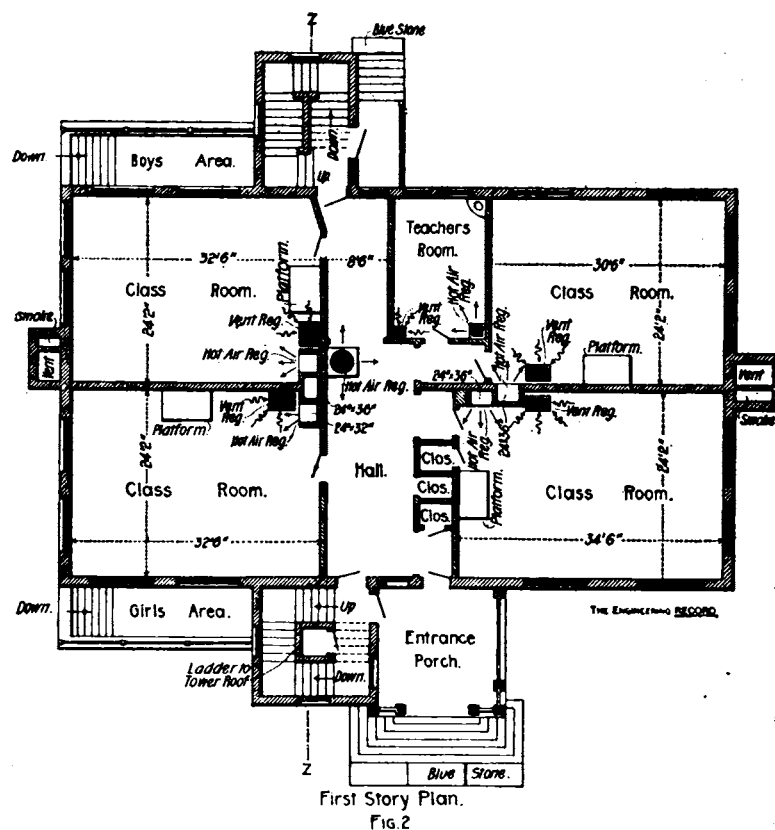 Z
Blue Stone
Down.
Boys Area.
Down.
Up.
Teachers
Room.
32'6"
Platform.
8'6"
30'6"
Class Room.
24'2"
Vent Reg.
Hot Air Reg.
Class Room.
24'2"
Smoke
Vent
Vent Reg.
Hot Air Reg.
Hot Air Reg.
Hot Air Reg.
Vent
Reg.
Platform.
24"x36"
Vent
Smoke
Platform.
Vent Reg.
Hot Air Reg.
24"x36"
24"x32"
Hot Air
Reg.
24x36"
Vent Reg.
24'2"
Class Room.
Hall.
Clos.
Clos.
Clos.
Platform.
Class Room.
24'2"
32'6"
34'6"
Down.
Girls Area.
Up
Entrance
Porch.
THE ENGINEERING RECORD.
Ladder to
Tower Roof
Down.
Z
Blue Stone.
First Story Plan.
FIG.2